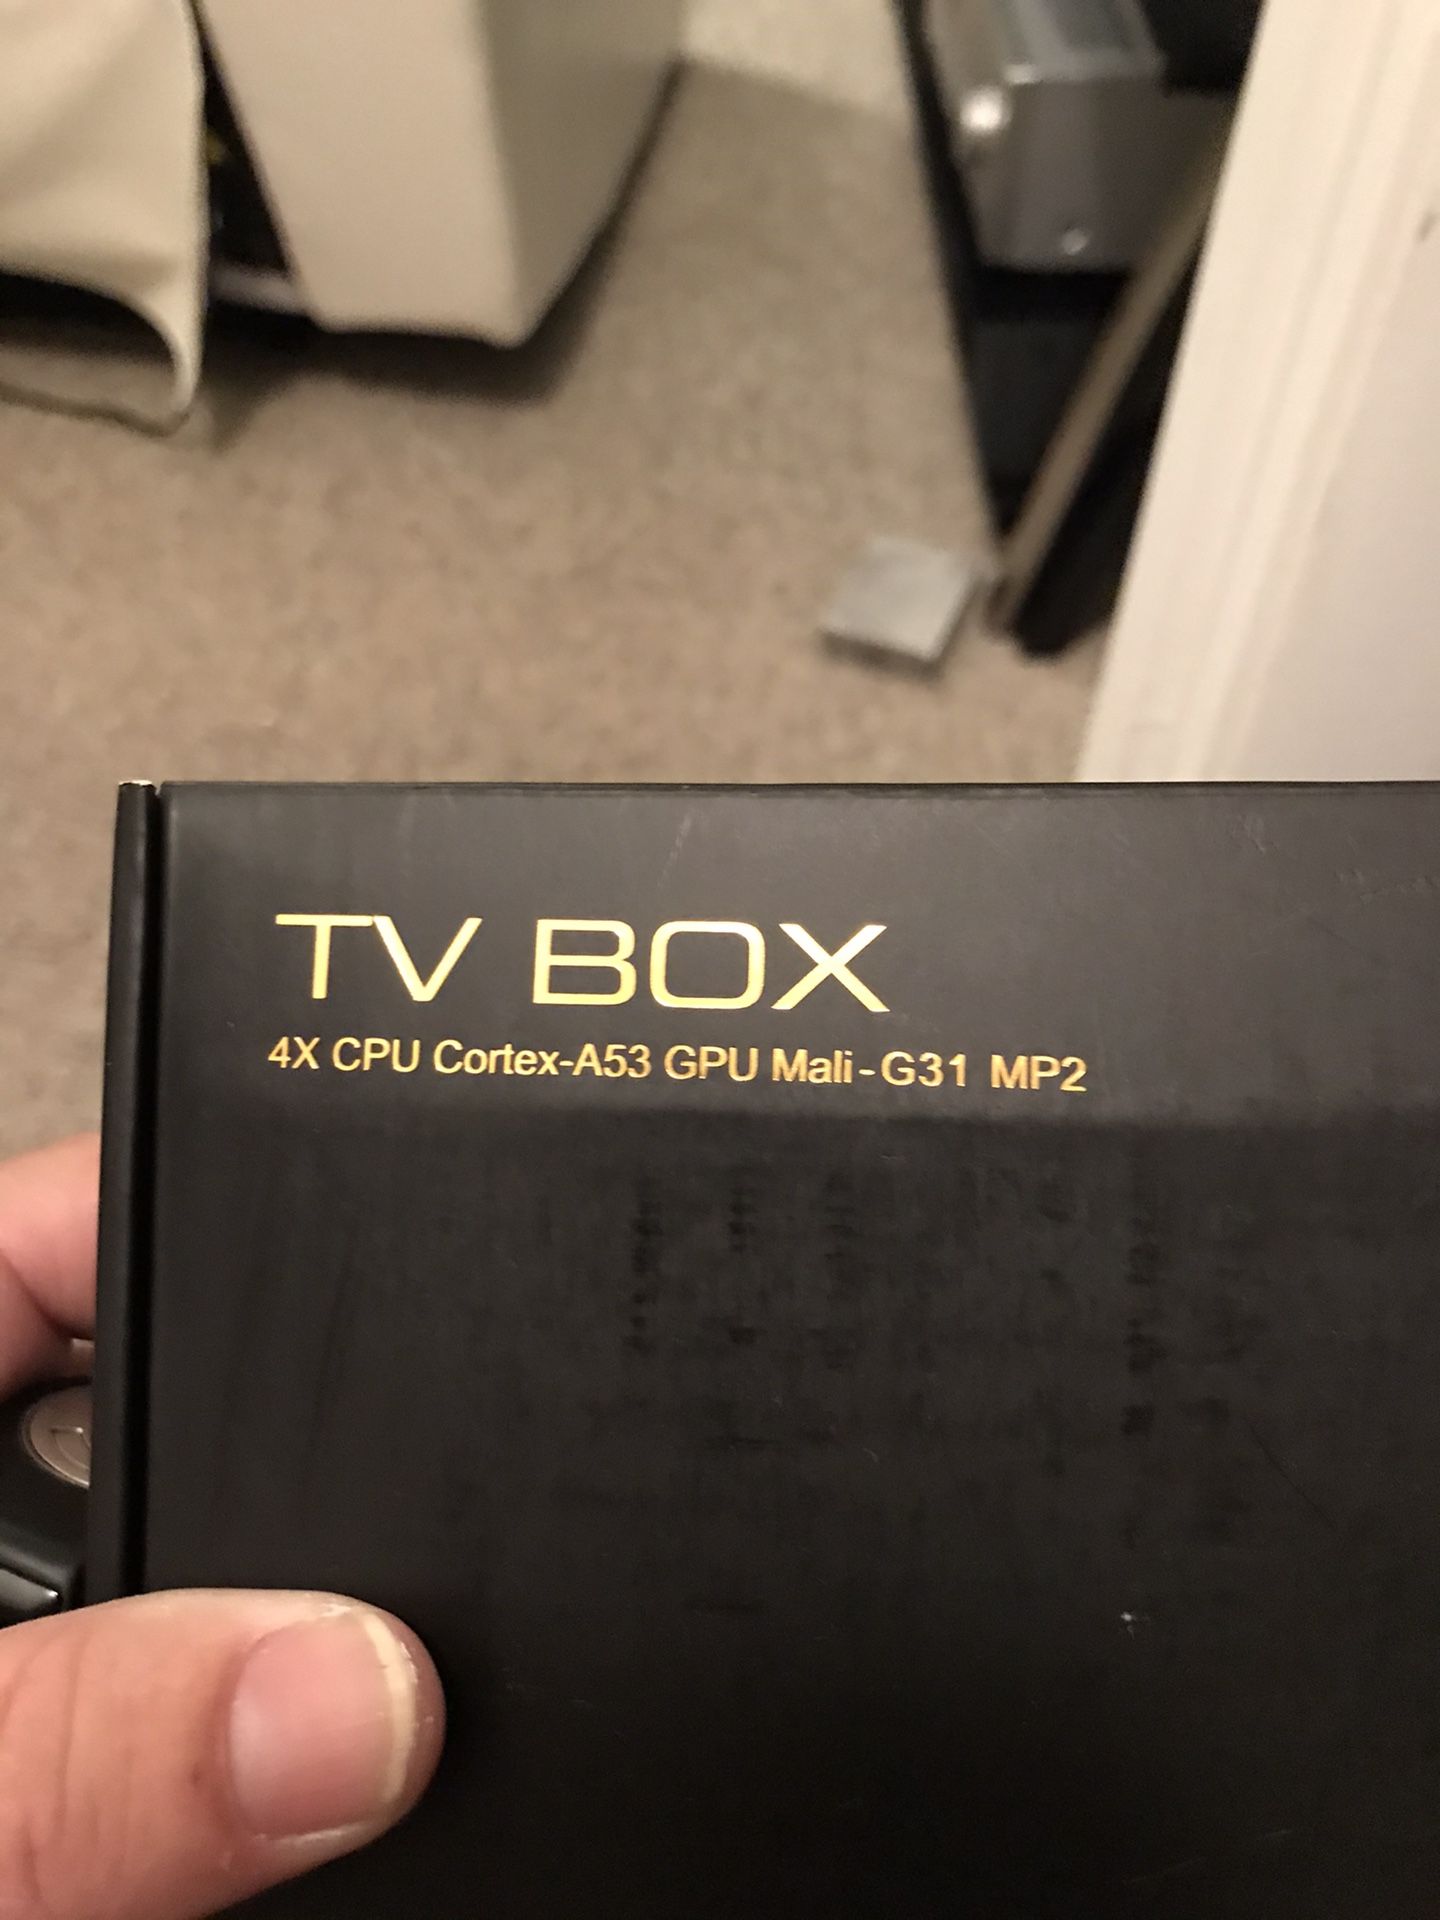 TV BOX
4X CPU Cortex-A53 GPU Mali-G31 MP2